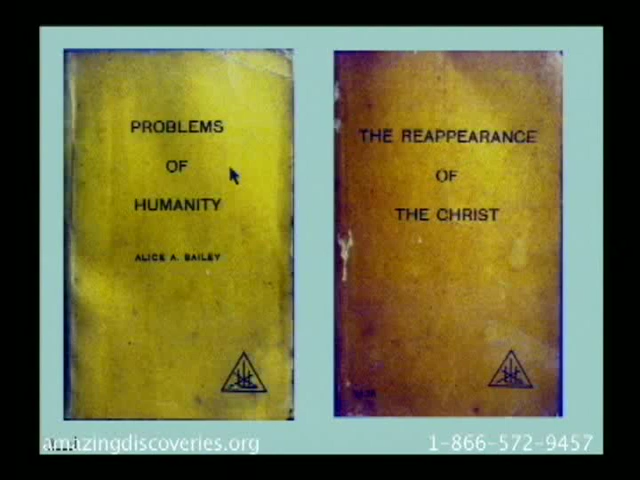 PROBLEMS
OF
HUMANITY
ALICE A. BAILEY
THE REAPPEARANCE
OF
THE CHRIST
amazingdiscoveries.org
1-866-572-9457